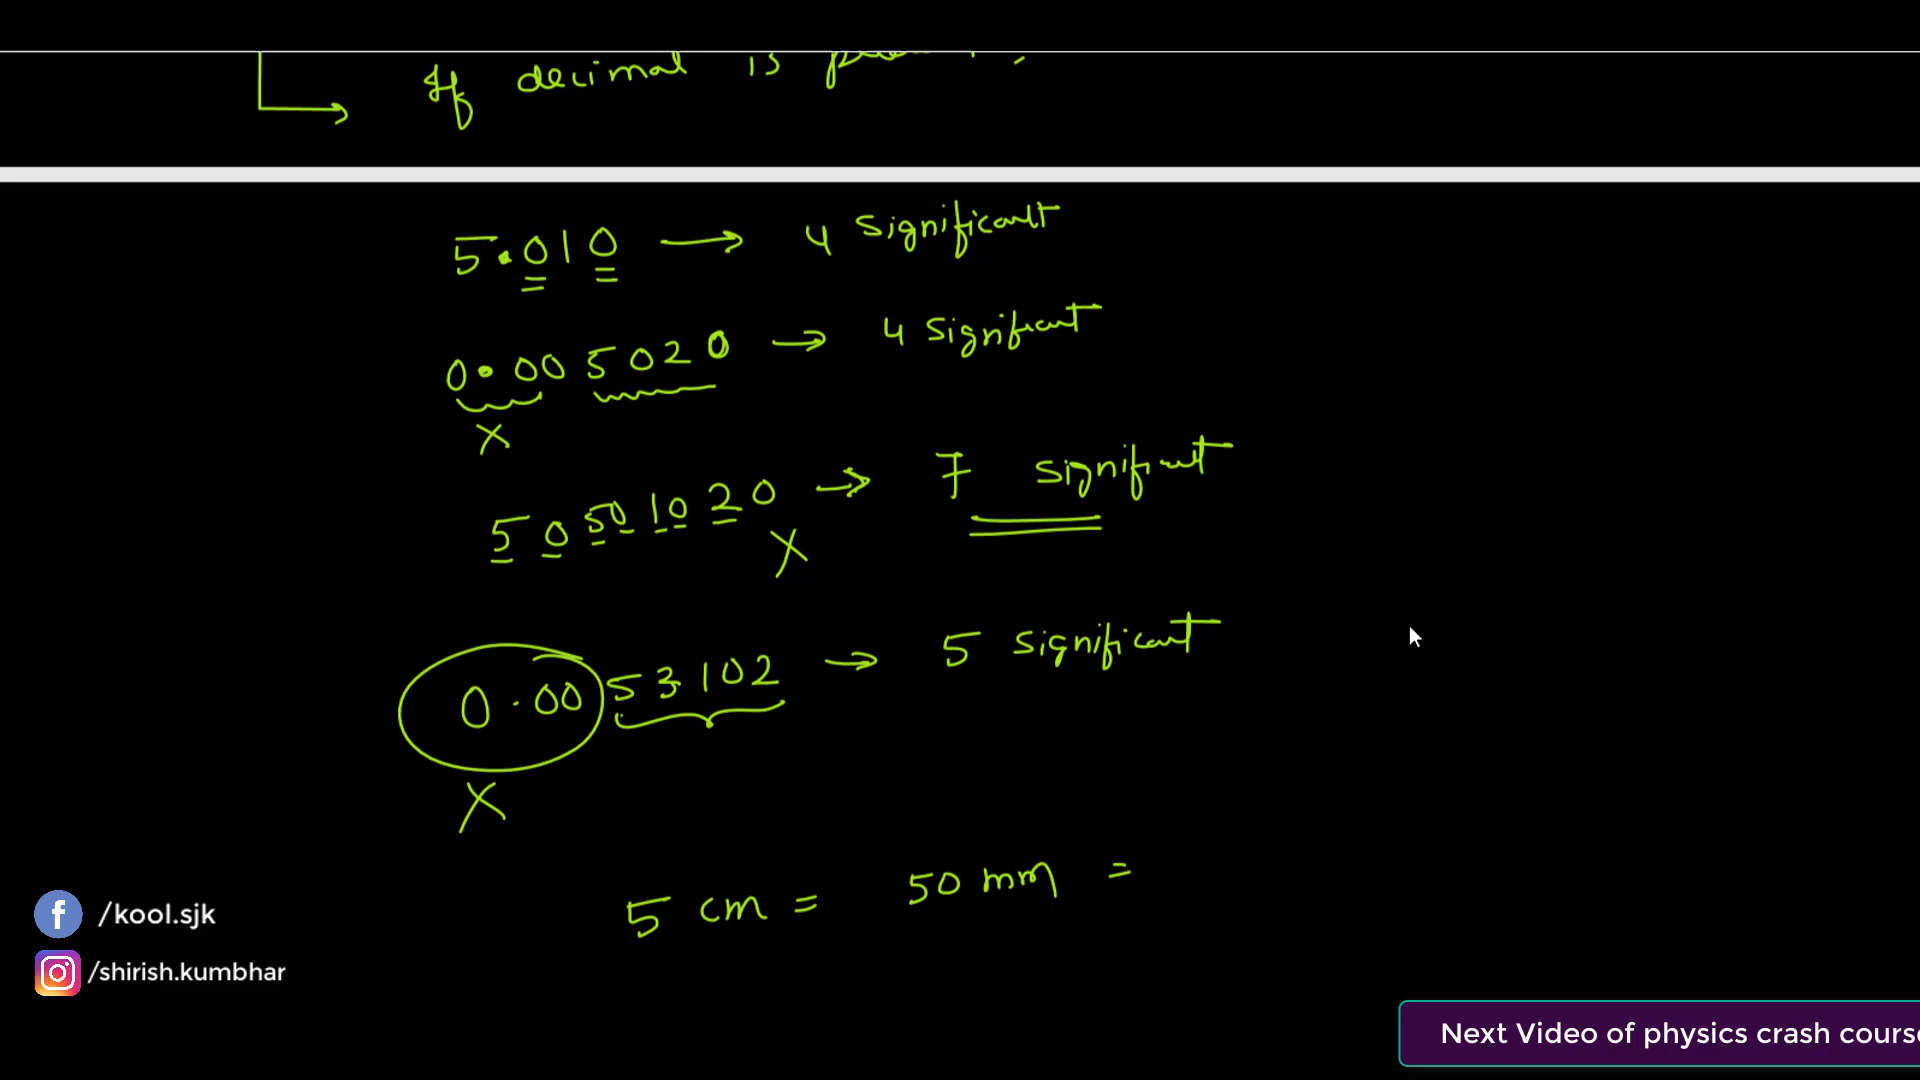 If decimal is
5.010 → 4 significant
0.005020 → 4 significant
X
50501020 → 7 significant
X
0.0053102 → 5 significant
X
5 cm = 50 mm =
/kool.sjk
/shirish.kumbhar
Next Video of physics crash cours